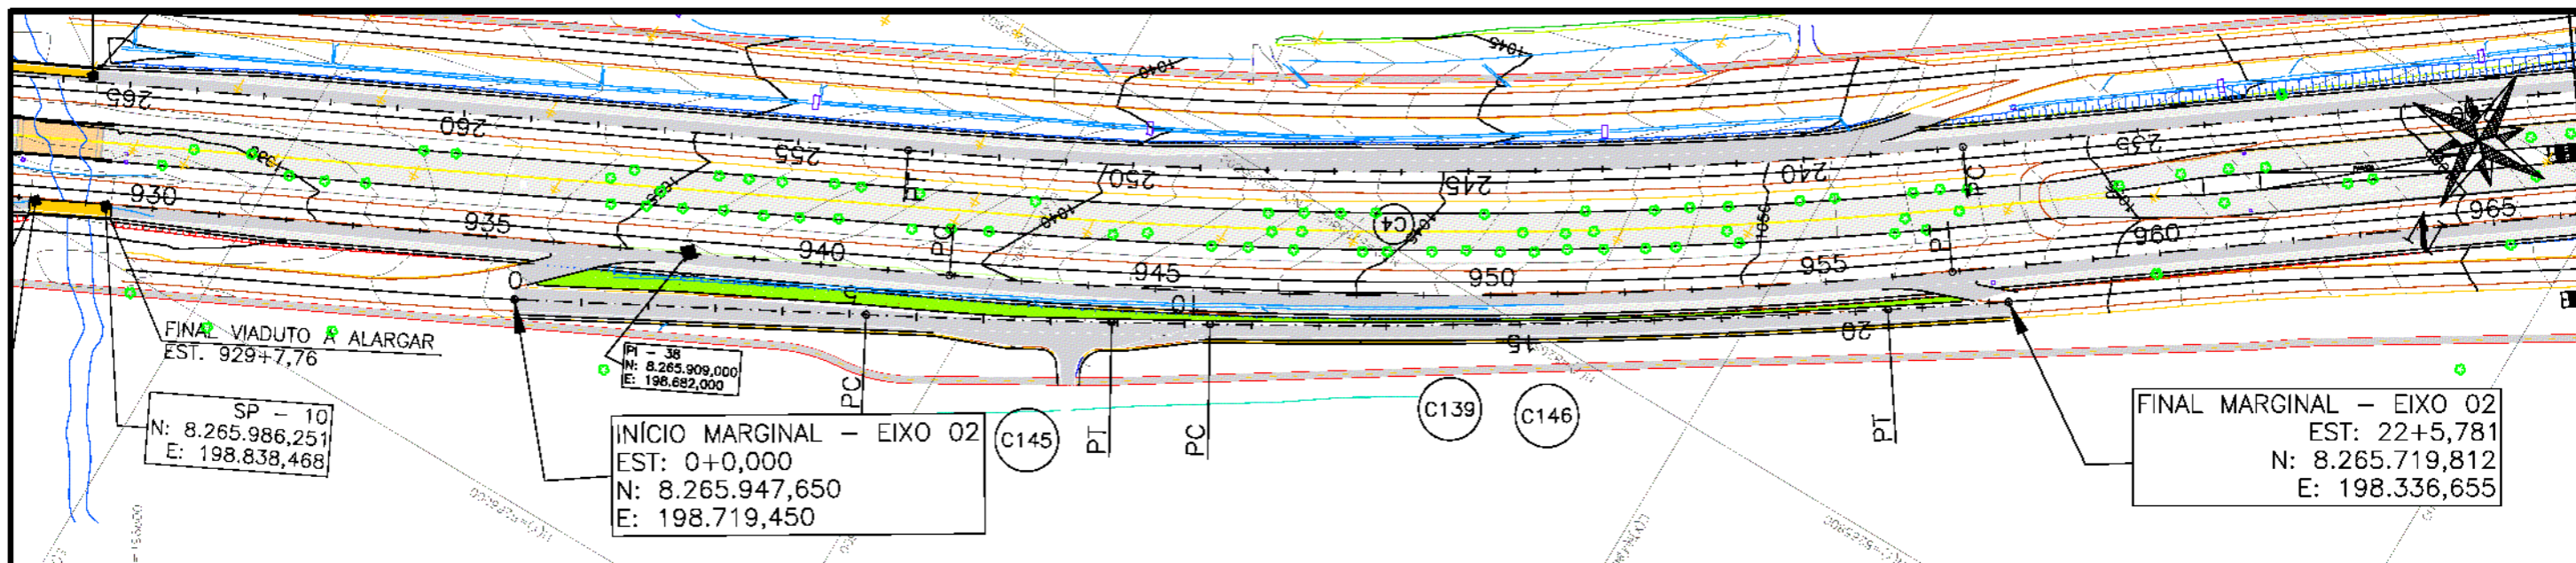 1040
1045
265
260
255
250
245
240
235
930
935
940
945
950
955
960
965
1040
C4
PT
PC
PC
PT
0
5
10
15
20
FINAL VIADUTO A ALARGAR
EST. 929+7,76
PI - 38
N: 8.265.909,000
E: 198.682,000
SP - 10
N: 8.265.986,251
E: 198.838,468
INÍCIO MARGINAL - EIXO 02
EST: 0+0,000
N: 8.265.947,650
E: 198.719,450
PC
C145
PT
PC
C139
C146
PT
FINAL MARGINAL - EIXO 02
EST: 22+5,781
N: 8.265.719,812
E: 198.336,655